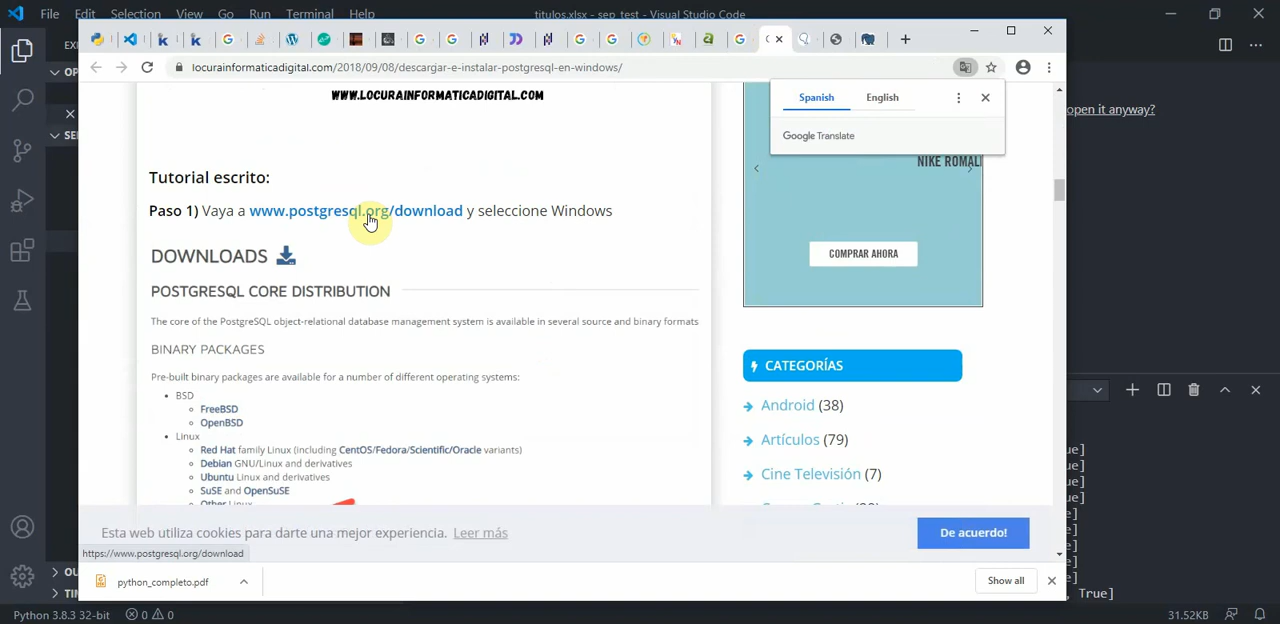 File Edit Selection View Go Run Terminal Help
titulos.xlsx - sep_test - Visual Studio Code
locurainformaticadigital.com/2018/09/08/descargar-e-instalar-postgresql-en-windows/
Spanish English
Google Translate
open it anyway?
WWW.LOCURAINFORMATICADIGITAL.COM
NIKE ROMALI
Tutorial escrito:
Paso 1) Vaya a www.postgresql.org/download y seleccione Windows
COMPRAR AHORA
DOWNLOADS
POSTGRESQL CORE DISTRIBUTION
The core of the PostgreSQL object-relational database management system is available in several source and binary formats
BINARY PACKAGES
Pre-built binary packages are available for a number of different operating systems:
BSD
FreeBSD
OpenBSD
Linux
Red Hat family Linux (including CentOS/Fedora/Scientific/Oracle variants)
Debian GNU/Linux and derivatives
Ubuntu Linux and derivatives
SuSE and OpenSuSE
Other Linux
CATEGORÍAS
Android (38)
Artículos (79)
Cine Televisión (7)
Esta web utiliza cookies para darte una mejor experiencia. Leer más
De acuerdo!
https://www.postgresql.org/download
python_completo.pdf
Show all
, True]
Python 3.8.3 32-bit
0
0
31.52KB